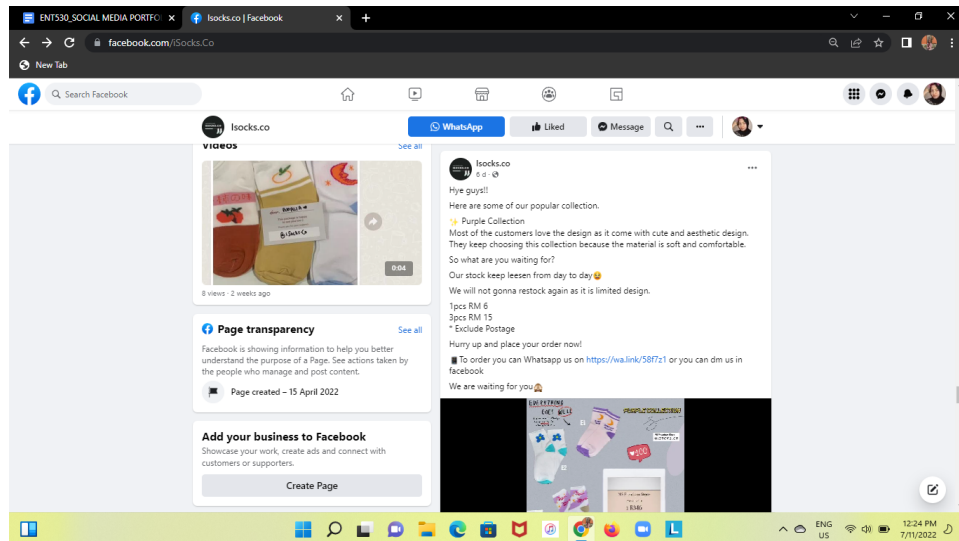 ENT530_SOCIAL MEDIA PORTFO
Isocks.co | Facebook
facebook.com/iSocks.Co
New Tab
Search Facebook
Isocks.co
WhatsApp
Liked
Message
Videos
See all
0:04
8 views · 2 weeks ago
Page transparency
See all
Facebook is showing information to help you better
understand the purpose of a Page. See actions taken by
the people who manage and post content.
Page created – 15 April 2022
Add your business to Facebook
Showcase your work, create ads and connect with
customers or supporters.
Create Page
Isocks.co
6 d ·
Hye guys!!
Here are some of our popular collection.
✨ Purple Collection
Most of the customers love the design as it come with cute and aesthetic design.
They keep choosing this collection because the material is soft and comfortable.
So what are you waiting for?
Our stock keep leesen from day to day😆
We will not gonna restock again as it is limited design.
1pcs RM 6
3pcs RM 15
* Exclude Postage
Hurry up and place your order now!
📱To order you can Whatsapp us on https://wa.link/58f7z1 or you can dm us in
facebook
We are waiting for you🙈
PURPLE COLLECTION
100
ENG
US
12:24 PM
7/11/2022